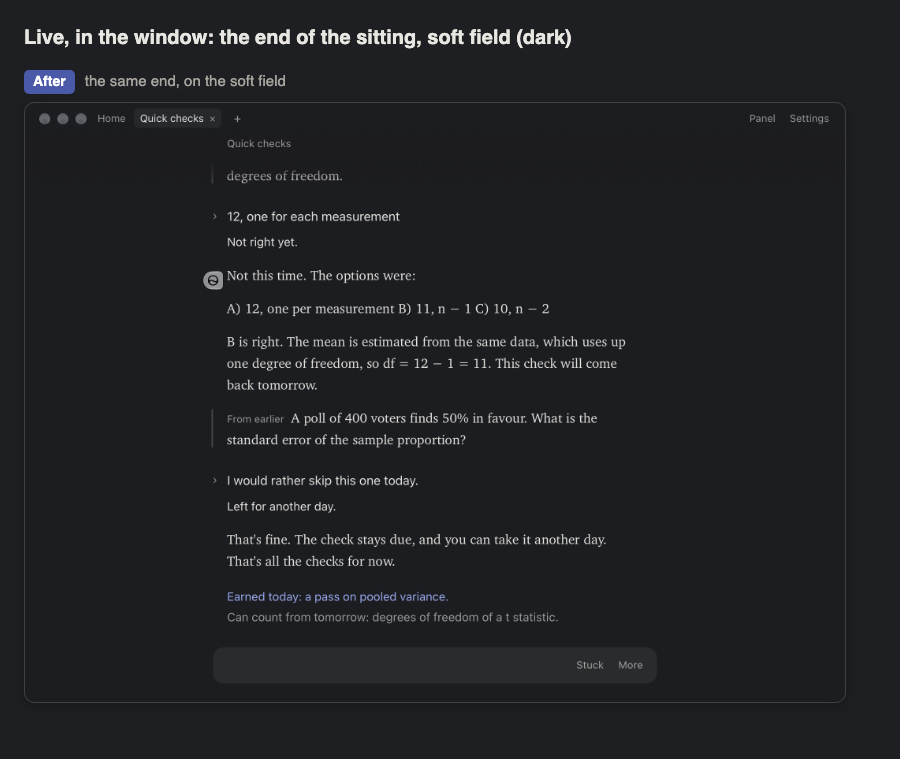 Live, in the window: the end of the sitting, soft field (dark)
After the same end, on the soft field
Home Quick checks × + Panel Settings
Quick checks
degrees of freedom.
› 12, one for each measurement
Not right yet.
Not this time. The options were:
A) 12, one per measurement B) 11, n − 1 C) 10, n − 2
B is right. The mean is estimated from the same data, which uses up
one degree of freedom, so df = 12 − 1 = 11. This check will come
back tomorrow.
From earlier A poll of 400 voters finds 50% in favour. What is the
standard error of the sample proportion?
› I would rather skip this one today.
Left for another day.
That's fine. The check stays due, and you can take it another day.
That's all the checks for now.
Earned today: a pass on pooled variance.
Can count from tomorrow: degrees of freedom of a t statistic.
Stuck More